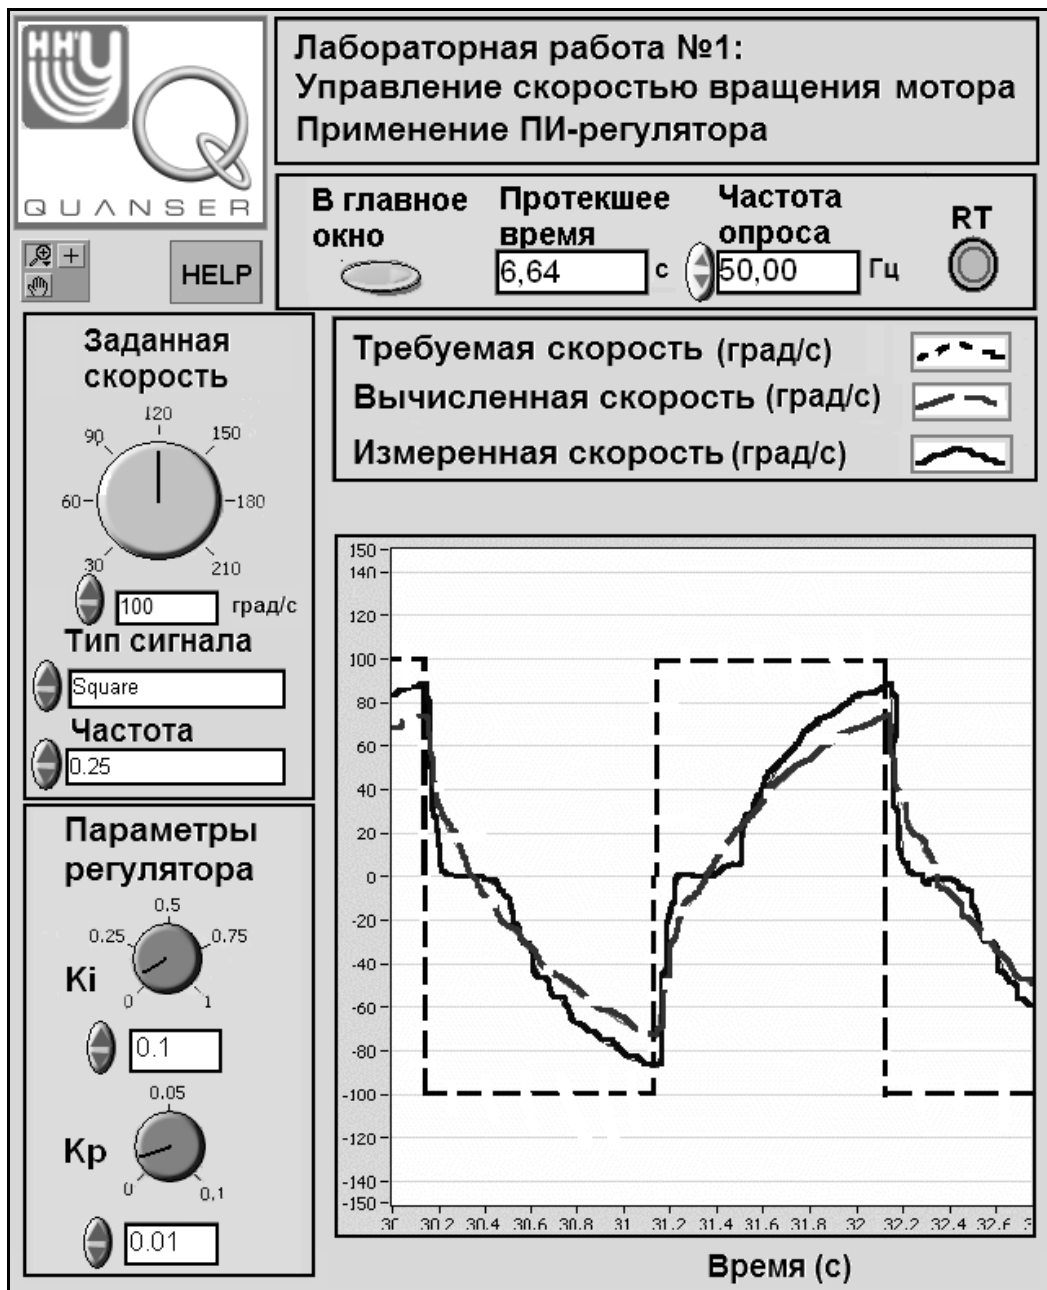 ННГУ
QUANSER
Лабораторная работа №1:
Управление скоростью вращения мотора
Применение ПИ-регулятора
В главное окно
Протекшее время
6,64 с
Частота опроса
50,00 Гц
RT
HELP
Заданная
скорость
120
90 150
60 180
30 210
100 град/с
Тип сигнала
Square
Частота
0.25
Параметры
регулятора
0.5
0.25 0.75
Ki
0 1
0.1
0.05
Kp
0 0,1
0.01
Требуемая скорость (град/с)
Вычисленная скорость (град/с)
Измеренная скорость (град/с)
150
140
120
100
80
60
40
20
0
-20
-40
-60
-80
-100
-120
-140
-150
30 30.2 30.4 30.6 30.8 31 31.2 31.4 31.6 31.8 32 32.2 32.4 32.6
Время (с)